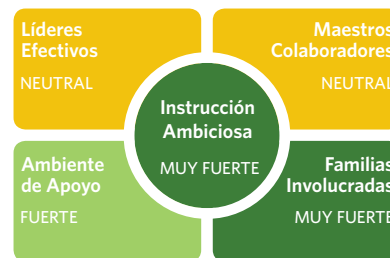 Líderes
Efectivos
NEUTRAL
Maestros
Colaboradores
NEUTRAL
Instrucción
Ambiciosa
MUY FUERTE
Ambiente
de Apoyo
FUERTE
Familias
Involucradas
MUY FUERTE